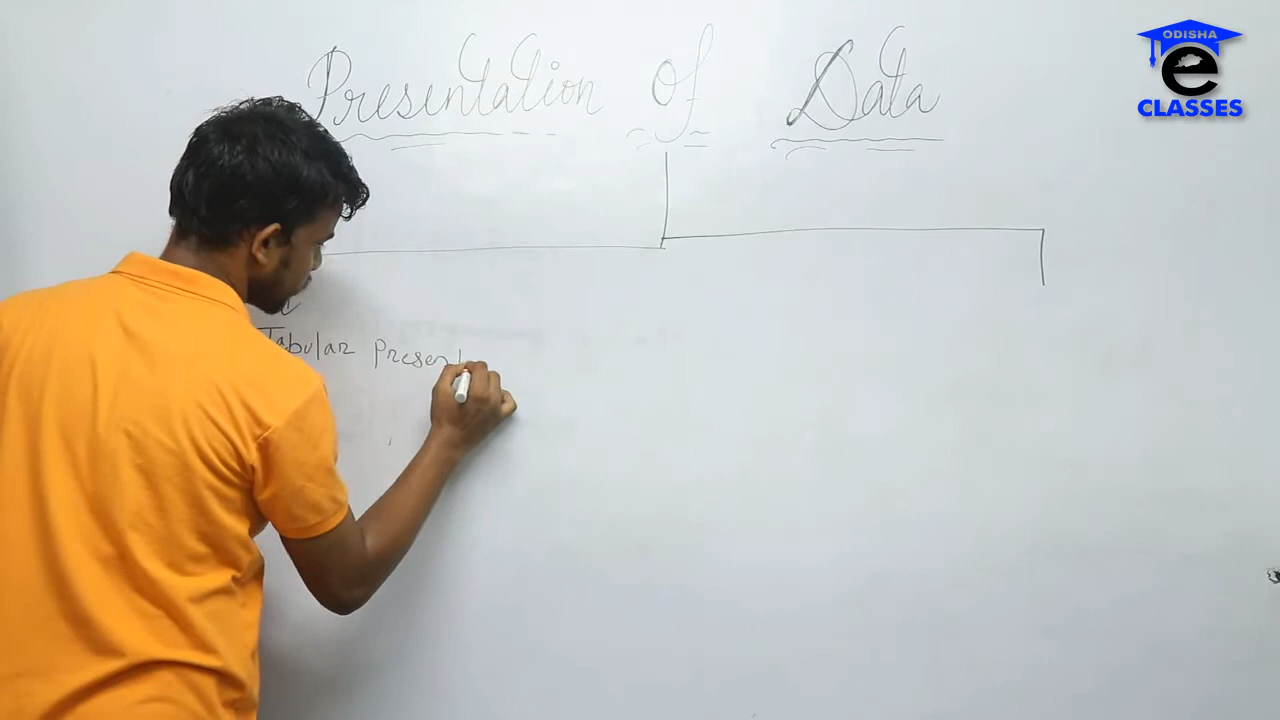 Presentation of Data
ODISHA
e
CLASSES
Tabular Present